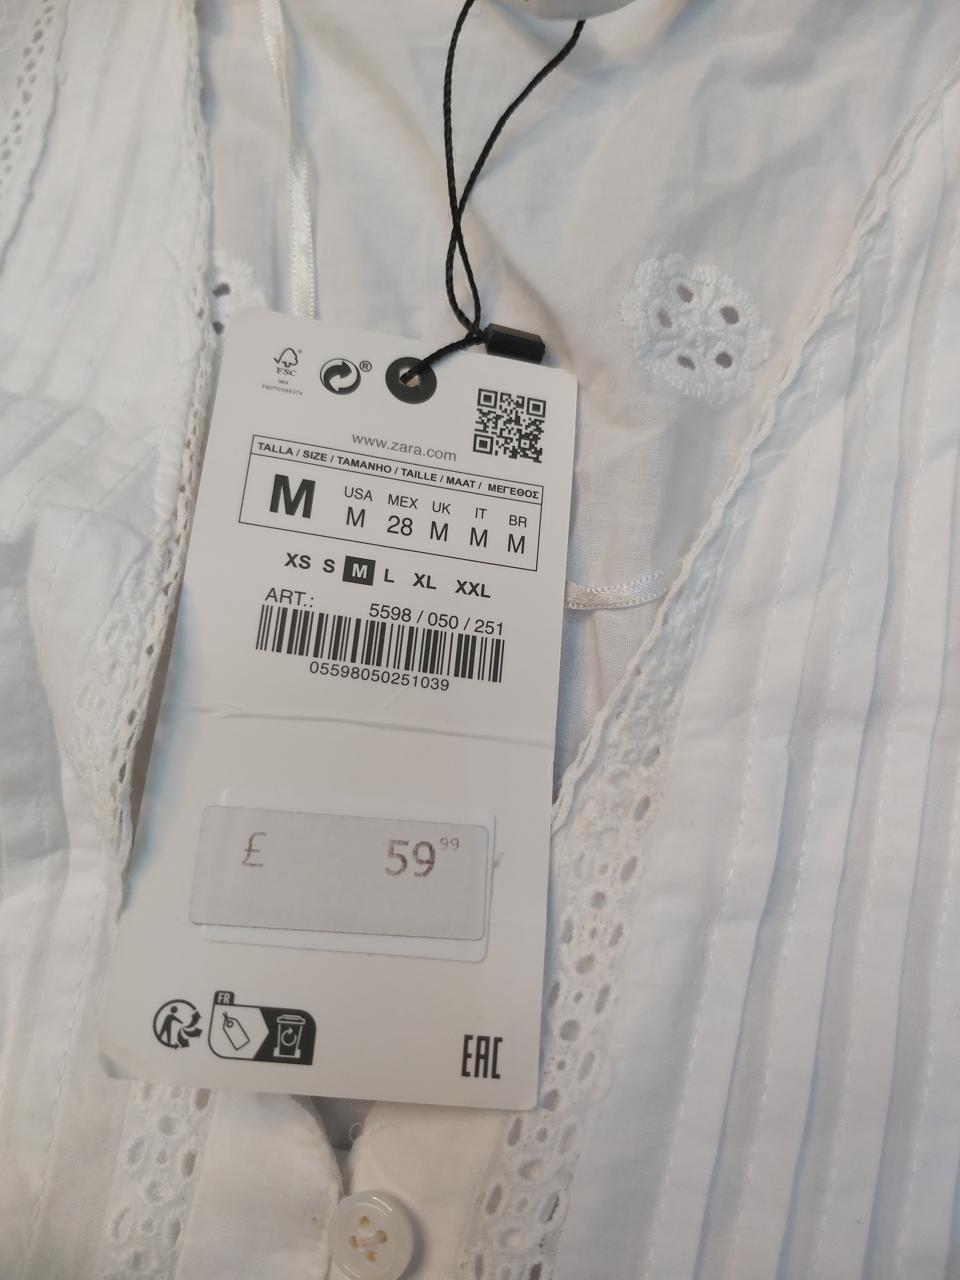 FSC
MIX
®
www.zara.com
TALLA / SIZE / TAMANHO / TAILLE / MAAT / ΜΕΓΕΘΟΣ
M
USA MEX UK IT BR
M 28 M M M
XS S M L XL XXL
ART.: 5598 / 050 / 251
05598050251039
£ 59 99
FR
EAC